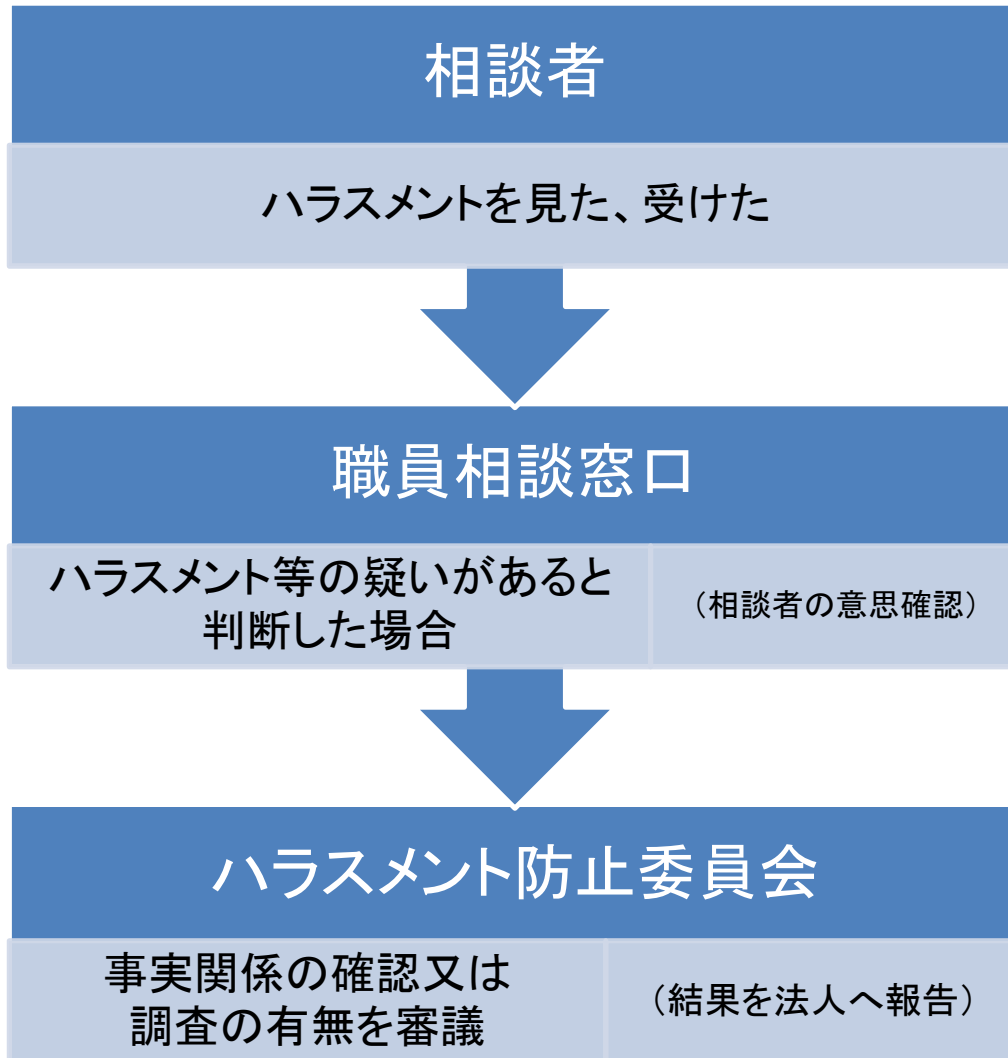 相談者
ハラスメントを見た、受けた
職員相談窓口
ハラスメント等の疑いがあると
判断した場合
（相談者の意思確認）
ハラスメント防止委員会
事実関係の確認又は
調査の有無を審議
（結果を法人へ報告）